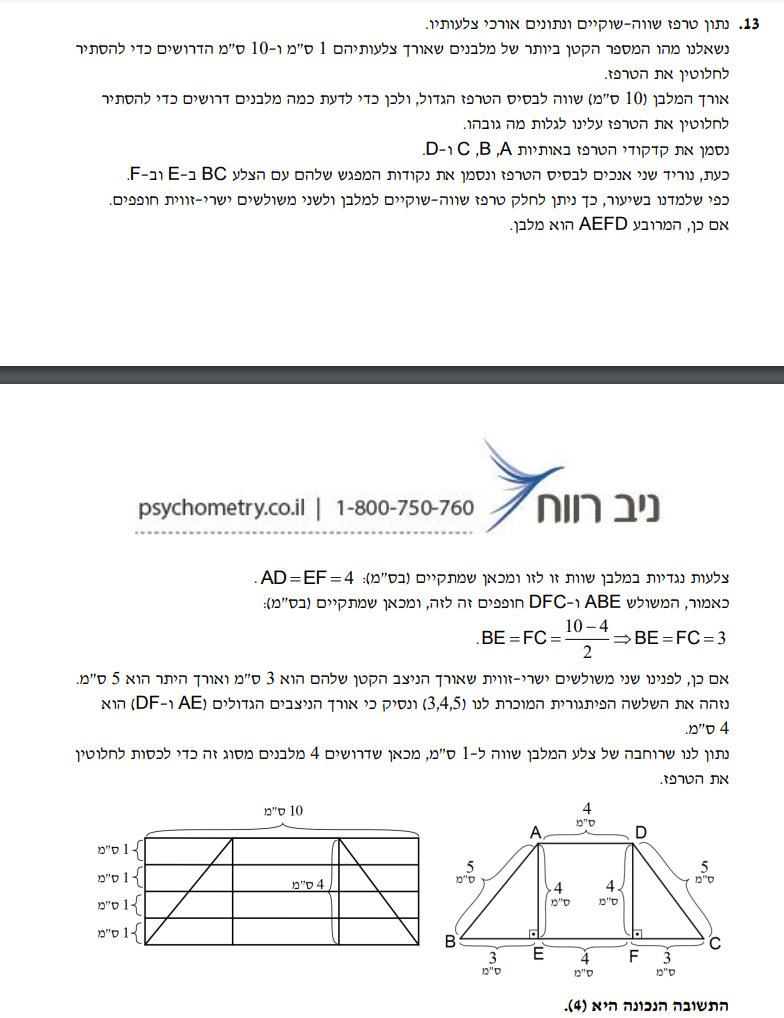 13. נתון טרפז שווה-שוקיים ונתונים אורכי צלעותיו.
נשאלנו מהו המספר הקטן ביותר של מלבנים שאורך צלעותיהם 1 ס"מ ו-10 ס"מ הדרושים כדי להסתיר
לחלוטין את הטרפז.
אורך המלבן (10 ס"מ) שווה לבסיס הטרפז הגדול, ולכן כדי לדעת כמה מלבנים דרושים כדי להסתיר
לחלוטין את הטרפז עלינו לגלות מה גובהו.
נסמן את קדקודי הטרפז באותיות A, B, C ו-D.
כעת, נוריד שני אנכים לבסיס הטרפז ונסמן את נקודות המפגש שלהם עם הצלע BC ב-E וב-F.
כפי שלמדנו בשיעור, כך ניתן לחלק טרפז שווה-שוקיים למלבן ולשני משולשים ישרי-זווית חופפים.
אם כן, המרובע AEFD הוא מלבן.
psychometry.co.il | 1-800-750-760
ניב רווח
צלעות נגדיות במלבן שוות זו לזו ומכאן שמתקיים (בס"מ): AD = EF = 4 .
כאמור, המשולש ABE ו-DFC חופפים זה לזה, ומכאן שמתקיים (בס"מ):
BE = FC = (10 − 4)/2 ⇒ BE = FC = 3 .
אם כן, לפנינו שני משולשים ישרי-זווית שאורך הניצב הקטן שלהם הוא 3 ס"מ ואורך היתר הוא 5 ס"מ.
נזהה את השלשה הפיתגורית המוכרת לנו (3,4,5) ונסיק כי אורך הניצבים הגדולים (AE ו-DF) הוא
4 ס"מ.
נתון לנו שרוחבה של צלע המלבן שווה ל-1 ס"מ, מכאן שדרושים 4 מלבנים מסוג זה כדי לכסות לחלוטין
את הטרפז.
4
ס"מ
A
D
5
ס"מ
5
ס"מ
4
ס"מ
4
ס"מ
B
E
F
C
3
ס"מ
4
ס"מ
3
ס"מ
10 ס"מ
1 ס"מ
1 ס"מ
4 ס"מ
1 ס"מ
1 ס"מ
התשובה הנכונה היא (4).